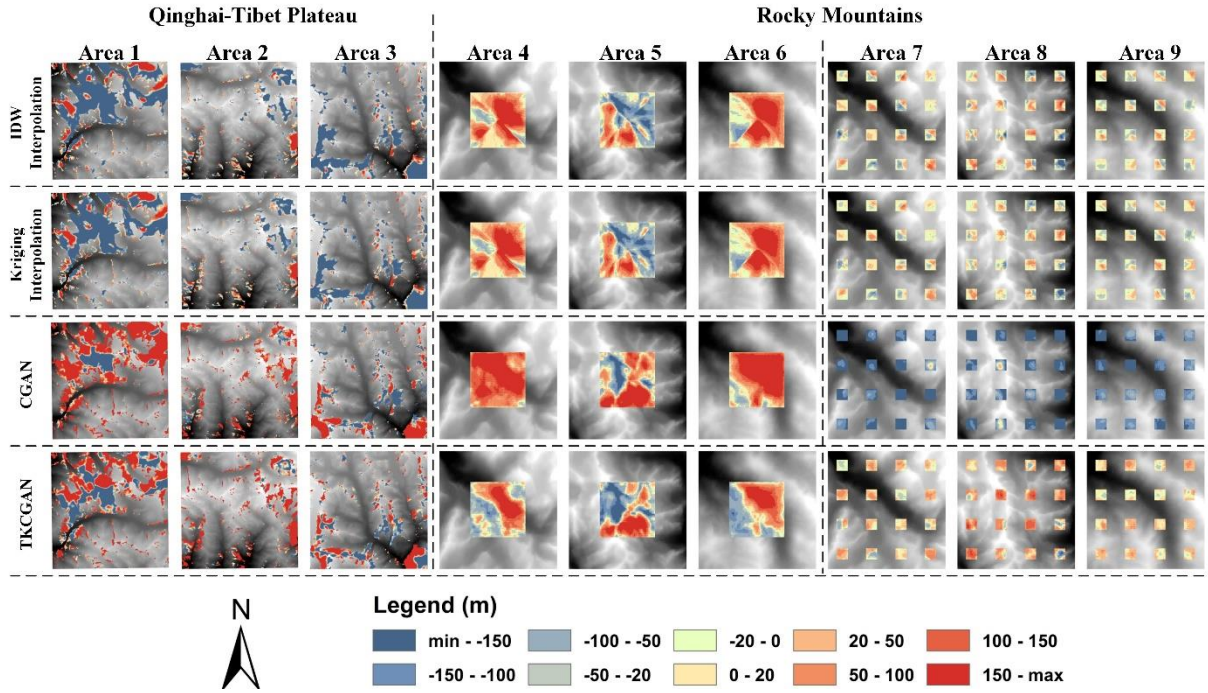 Qinghai-Tibet Plateau
Rocky Mountains
Area 1
Area 2
Area 3
Area 4
Area 5
Area 6
Area 7
Area 8
Area 9
IDW
Interpolation
Kriging
Interpolation
CGAN
TKCGAN
N
Legend (m)
min - -150
-100 - -50
-20 - 0
20 - 50
100 - 150
-150 - -100
-50 - -20
0 - 20
50 - 100
150 - max